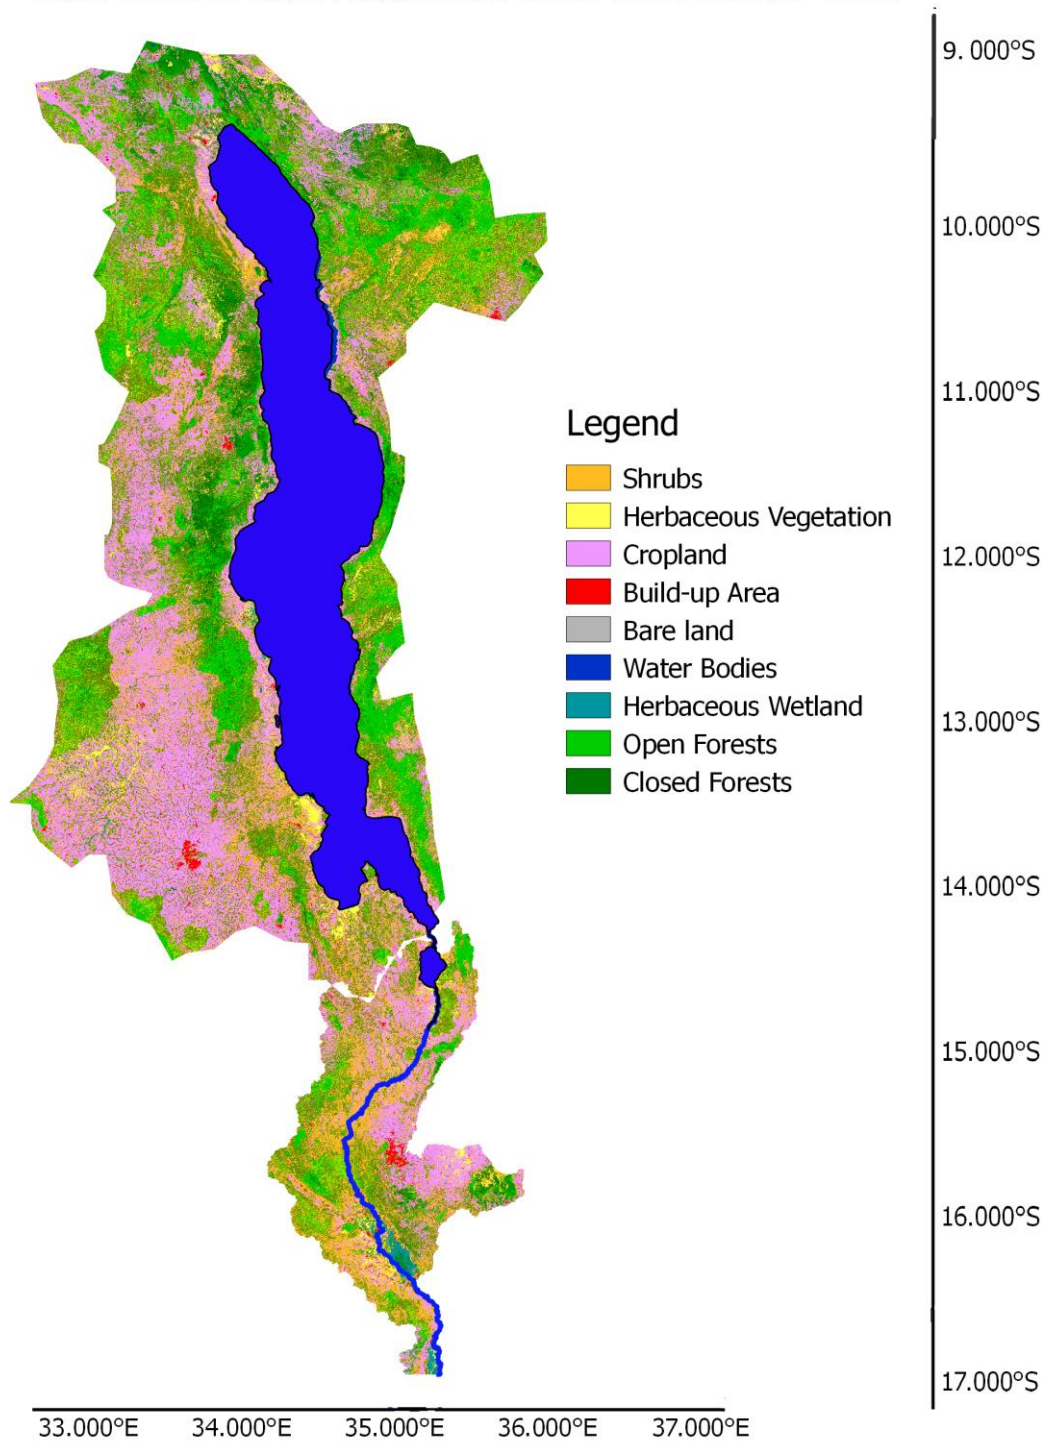 9. 000°S
10.000°S
11.000°S
Legend
Shrubs
Herbaceous Vegetation
Cropland
12.000°S
Build-up Area
Bare land
Water Bodies
Herbaceous Wetland
13.000°S
Open Forests
Closed Forests
14.000°S
15.000°S
16.000°S
17.000°S
33.000°E 34.000°E 35.000°E 36.000°E 37.000°E